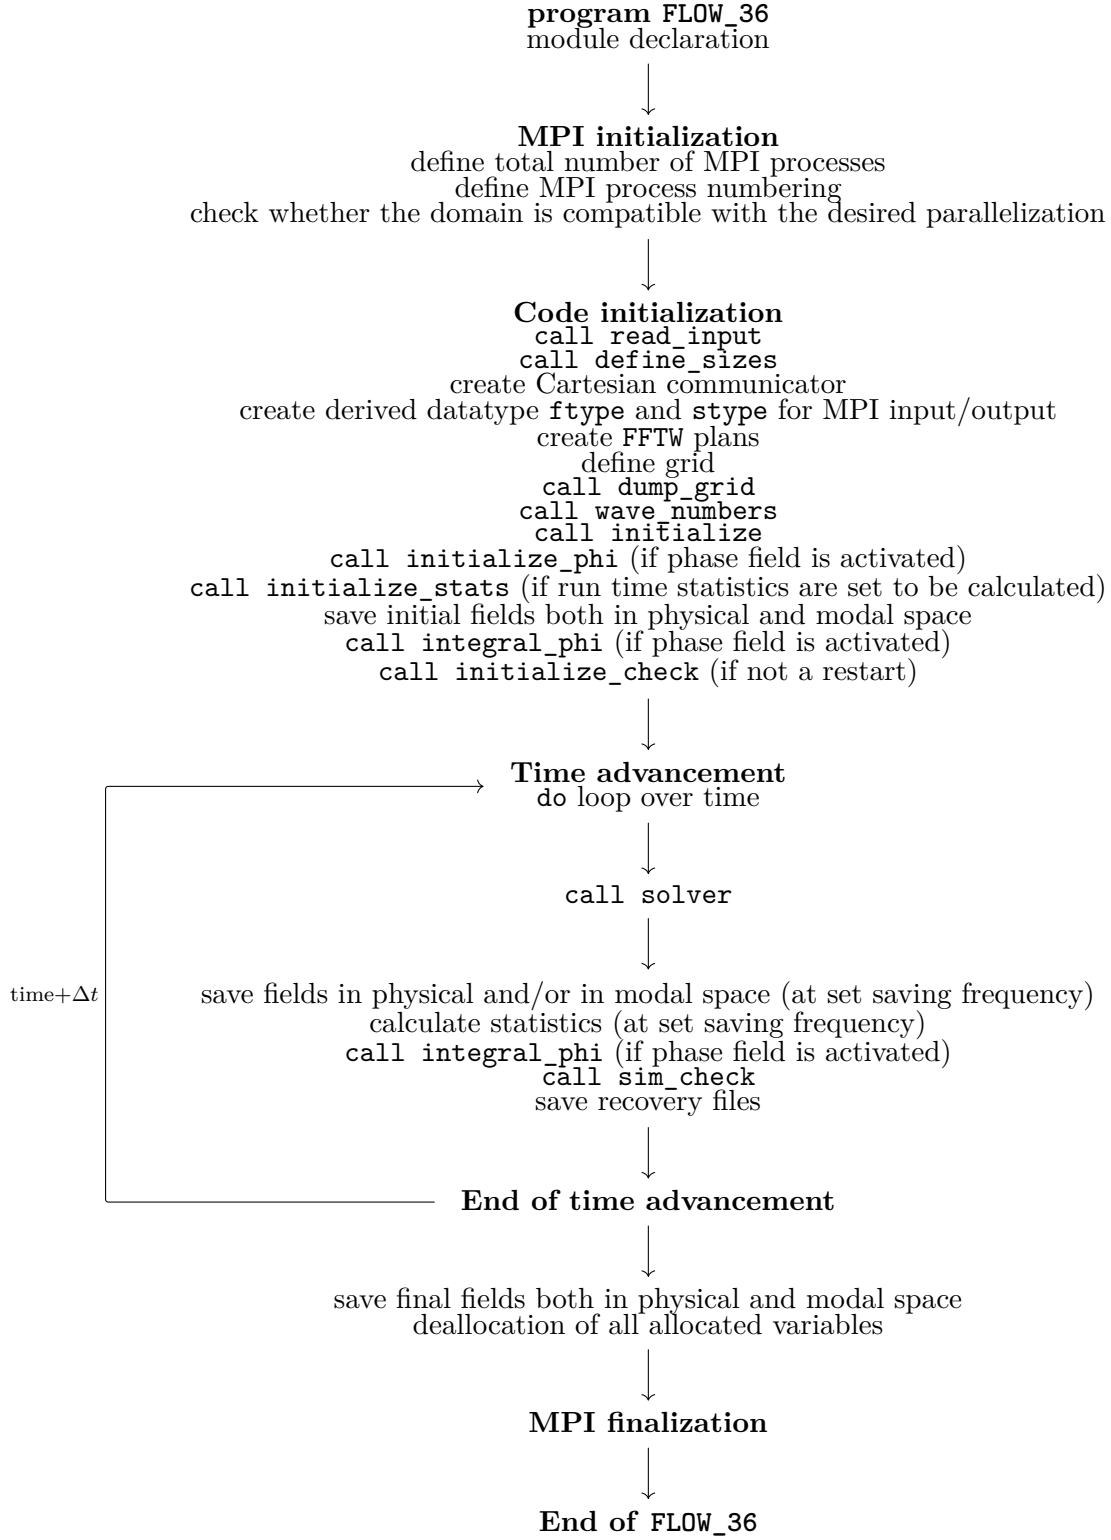 program FLOW_36
module declaration
MPI initialization
define total number of MPI processes
define MPI process numbering
check whether the domain is compatible with the desired parallelization
Code initialization
call read_input
call define_sizes
create Cartesian communicator
create derived datatype ftype and stype for MPI input/output
create FFTW plans
define grid
call dump_grid
call wave_numbers
call initialize
call initialize_phi (if phase field is activated)
call initialize_stats (if run time statistics are set to be calculated)
save initial fields both in physical and modal space
call integral_phi (if phase field is activated)
call initialize_check (if not a restart)
Time advancement
do loop over time
call solver
time+Δt
save fields in physical and/or in modal space (at set saving frequency)
calculate statistics (at set saving frequency)
call integral_phi (if phase field is activated)
call sim_check
save recovery files
End of time advancement
save final fields both in physical and modal space
deallocation of all allocated variables
MPI finalization
End of FLOW_36